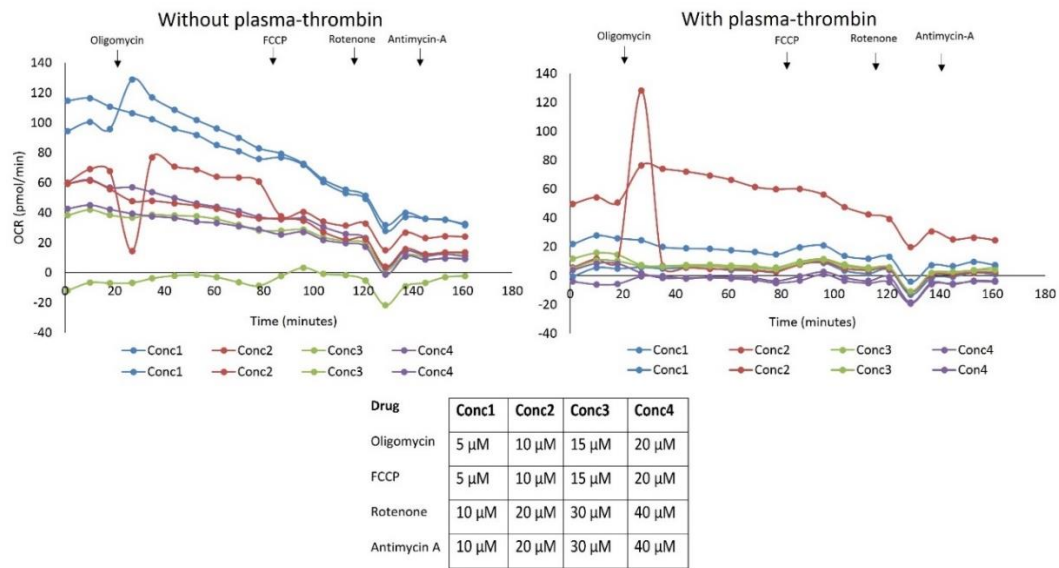 Without plasma-thrombin
Oligomycin
FCCP
Rotenone
Antimycin-A
140
120
100
80
60
40
20
0
-20
-40
0 20 40 60 80 100 120 140 160 180
OCR (pmol/min)
Time (minutes)
Conc1 Conc2 Conc3 Conc4
Conc1 Conc2 Conc3 Conc4
With plasma-thrombin
Oligomycin
FCCP
Rotenone
Antimycin-A
140
120
100
80
60
40
20
0
-20
-40
0 20 40 60 80 100 120 140 160 180
Time (minutes)
Conc1 Conc2 Conc3 Conc4
Conc1 Conc2 Conc3 Con4
Drug Conc1 Conc2 Conc3 Conc4
Oligomycin 5 µM 10 µM 15 µM 20 µM
FCCP 5 µM 10 µM 15 µM 20 µM
Rotenone 10 µM 20 µM 30 µM 40 µM
Antimycin A 10 µM 20 µM 30 µM 40 µM